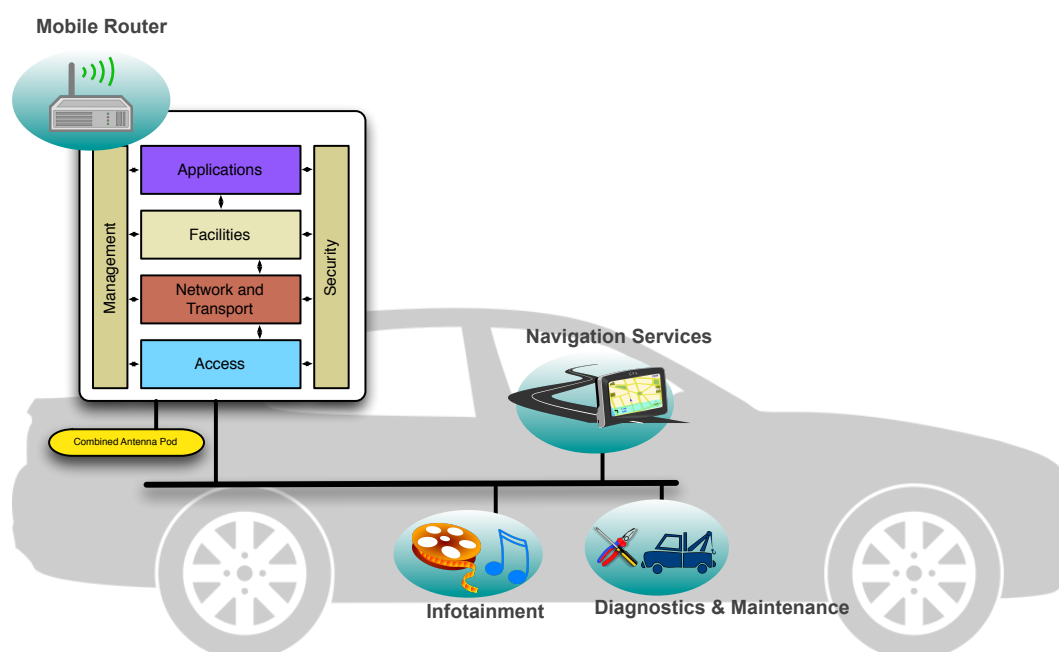 Mobile Router
Applications
Facilities
Network and
Transport
Access
Management
Security
Combined Antenna Pod
Navigation Services
Infotainment
Diagnostics & Maintenance